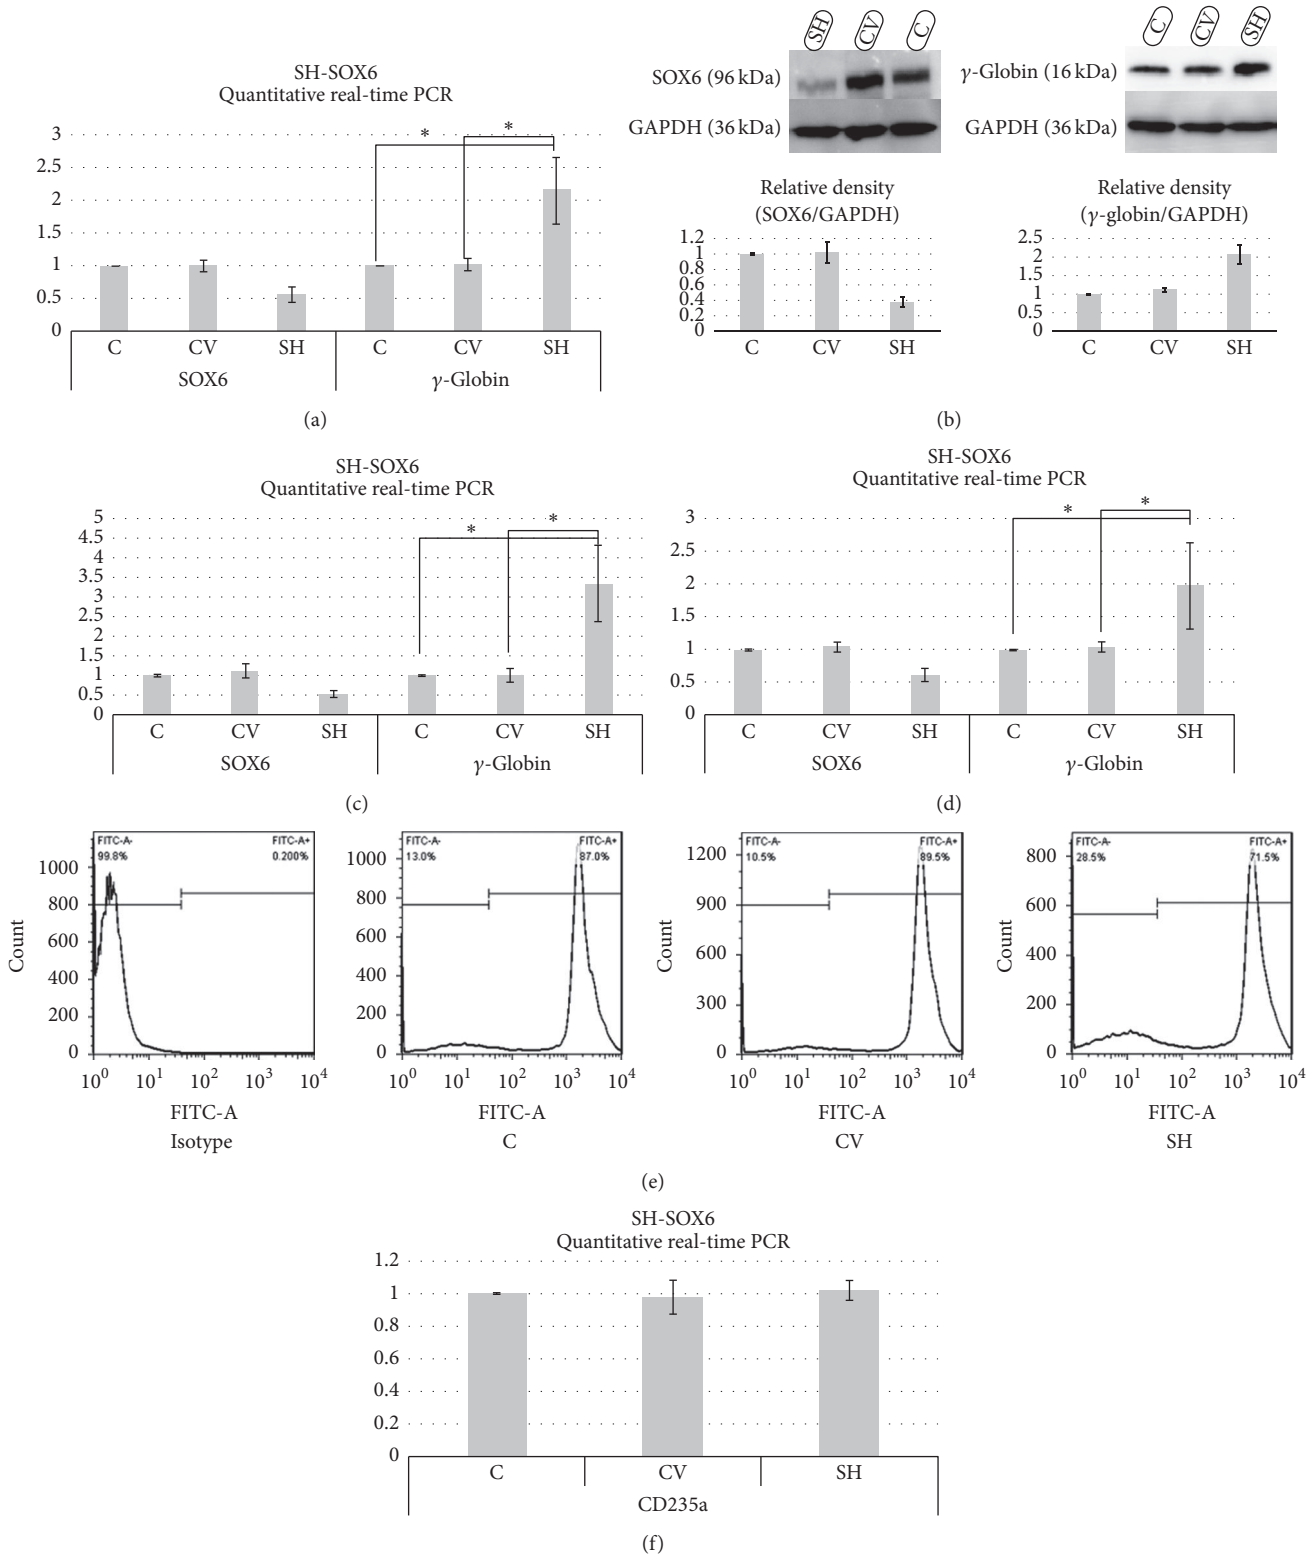 SH-SOX6
Quantitative real-time PCR
3
2.5
2
1.5
1
0.5
0
C CV SH C CV SH
SOX6 γ-Globin
* *
(a)
SH CV C
SOX6 (96 kDa)
GAPDH (36 kDa)
C CV SH
γ-Globin (16 kDa)
GAPDH (36 kDa)
Relative density
(SOX6/GAPDH)
1.2
1
0.8
0.6
0.4
0.2
0
C CV SH
Relative density
(γ-globin/GAPDH)
2.5
2
1.5
1
0.5
0
C CV SH
(b)
SH-SOX6
Quantitative real-time PCR
5
4.5
4
3.5
3
2.5
2
1.5
1
0.5
0
* *
C CV SH C CV SH
SOX6 γ-Globin
(c)
SH-SOX6
Quantitative real-time PCR
3
2.5
2
1.5
1
0.5
0
* *
C CV SH C CV SH
SOX6 γ-Globin
(d)
Count
1000
800
600
400
200
0
FITC-A- FITC-A+
99.8% 0.200%
10⁰ 10¹ 10² 10³ 10⁴
FITC-A
Isotype
1000
800
600
400
200
0
FITC-A- FITC-A+
13.0% 87.0%
10⁰ 10¹ 10² 10³ 10⁴
FITC-A
C
Count
1200
900
600
300
0
FITC-A- FITC-A+
10.5% 89.5%
10⁰ 10¹ 10² 10³ 10⁴
FITC-A
CV
Count
800
600
400
200
0
FITC-A- FITC-A+
28.5% 71.5%
10⁰ 10¹ 10² 10³ 10⁴
FITC-A
SH
(e)
SH-SOX6
Quantitative real-time PCR
1.2
1
0.8
0.6
0.4
0.2
0
C CV SH
CD235a
(f)